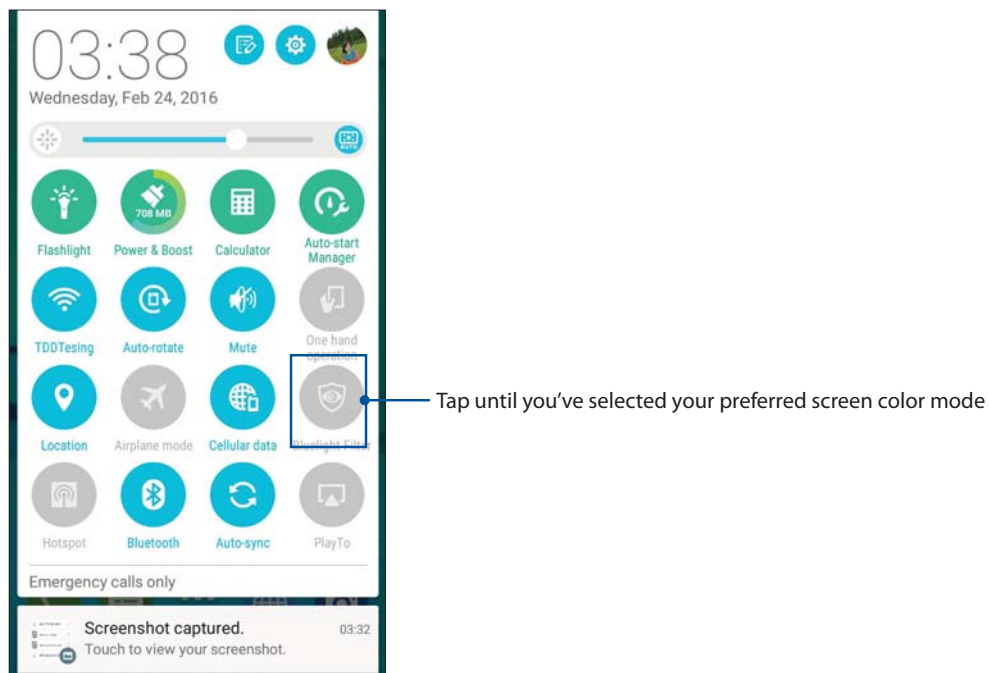 03:38
Wednesday, Feb 24, 2016
AUTO
708 MB
Flashlight Power & Boost Calculator Auto-start
Manager
TDDTesing Auto-rotate Mute One hand
operation
Tap until you've selected your preferred screen color mode
Location Airplane mode Cellular data Bluelight Filter
Hotspot Bluetooth Auto-sync PlayTo
Emergency calls only
Screenshot captured. 03:32
Touch to view your screenshot.